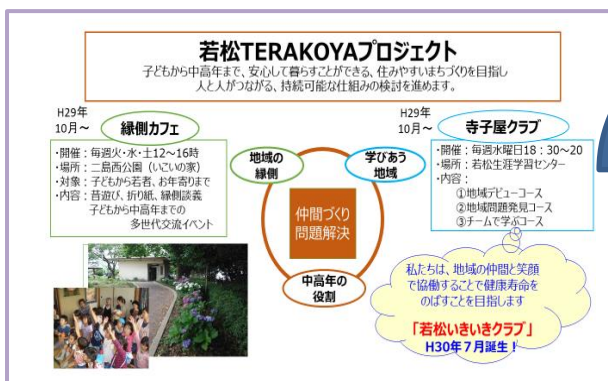 若松TERAKOYAプロジェクト
子どもから中高年まで、安心して暮らすことができる、住みやすいまちづくりを目指し
人と人がつながる、持続可能な仕組みの検討を進めます。
H29年
10月～
縁側カフェ
・開催：毎週火・水・土12～16時
・場所：二島西公園（いこいの家）
・対象：子どもから若者、お年寄りまで
・内容：昔遊び、折り紙、縁側談義
子どもから中高年までの
多世代交流イベント
地域の
縁側
学びあう
地域
仲間づくり
問題解決
中高年の
役割
H29年
10月～
寺子屋クラブ
・開催：毎週水曜日18：30～20
・場所：若松生涯学習センター
・内容：
①地域デビューコース
②地域問題発見コース
③チームで学ぶコース
私たちは、地域の仲間と笑顔
で協働することで健康寿命を
のばすことを目指します
「若松いきいきクラブ」
H30年７月誕生！